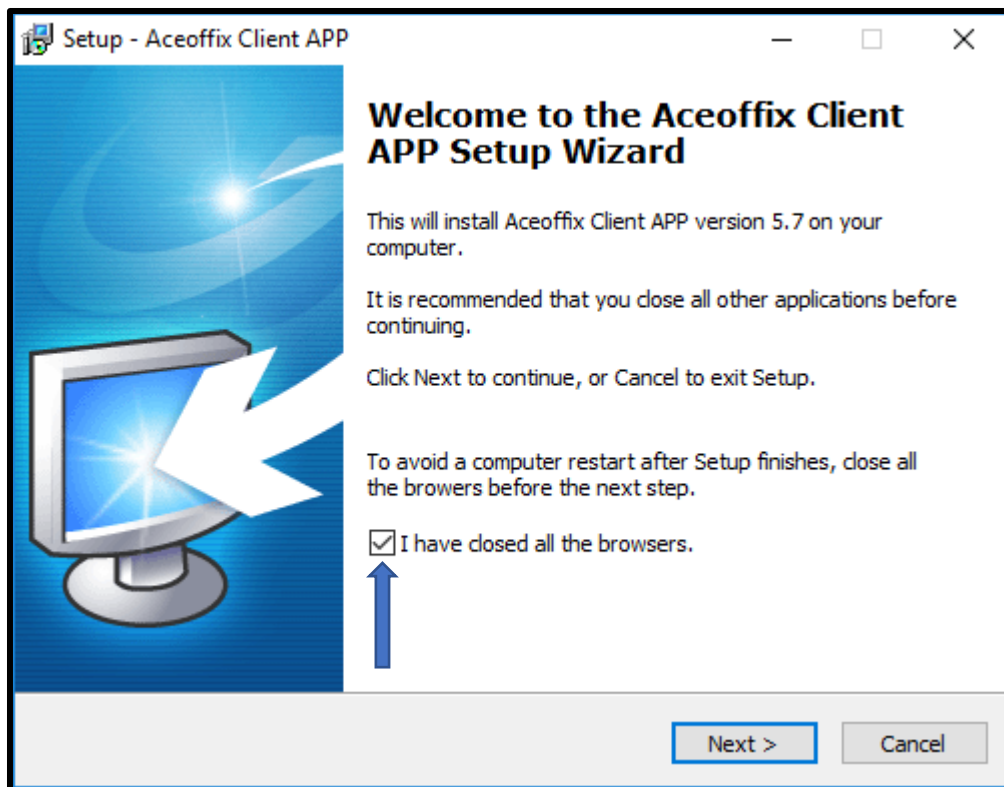 Setup - Aceoffix Client APP
Welcome to the Aceoffix Client
APP Setup Wizard
This will install Aceoffix Client APP version 5.7 on your
computer.
It is recommended that you close all other applications before
continuing.
Click Next to continue, or Cancel to exit Setup.
To avoid a computer restart after Setup finishes, close all
the browers before the next step.
I have closed all the browsers.
Next >
Cancel